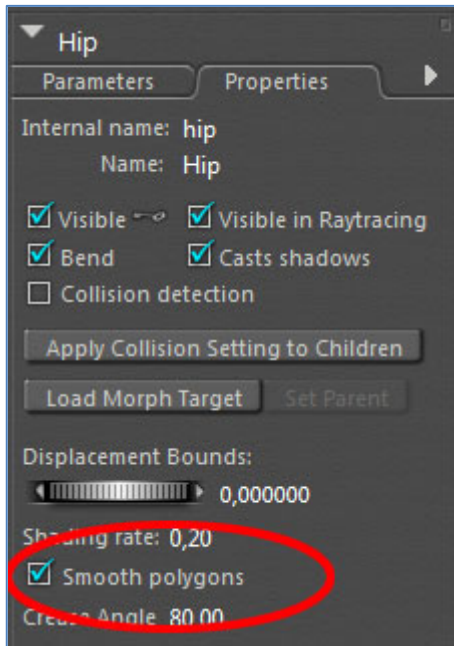 Hip
Parameters Properties
Internal name: hip
Name: Hip
Visible Visible in Raytracing
Bend Casts shadows
Collision detection
Apply Collision Setting to Children
Load Morph Target Set Parent
Displacement Bounds:
0,000000
Shading rate: 0,20
Smooth polygons
Crease Angle 80,00